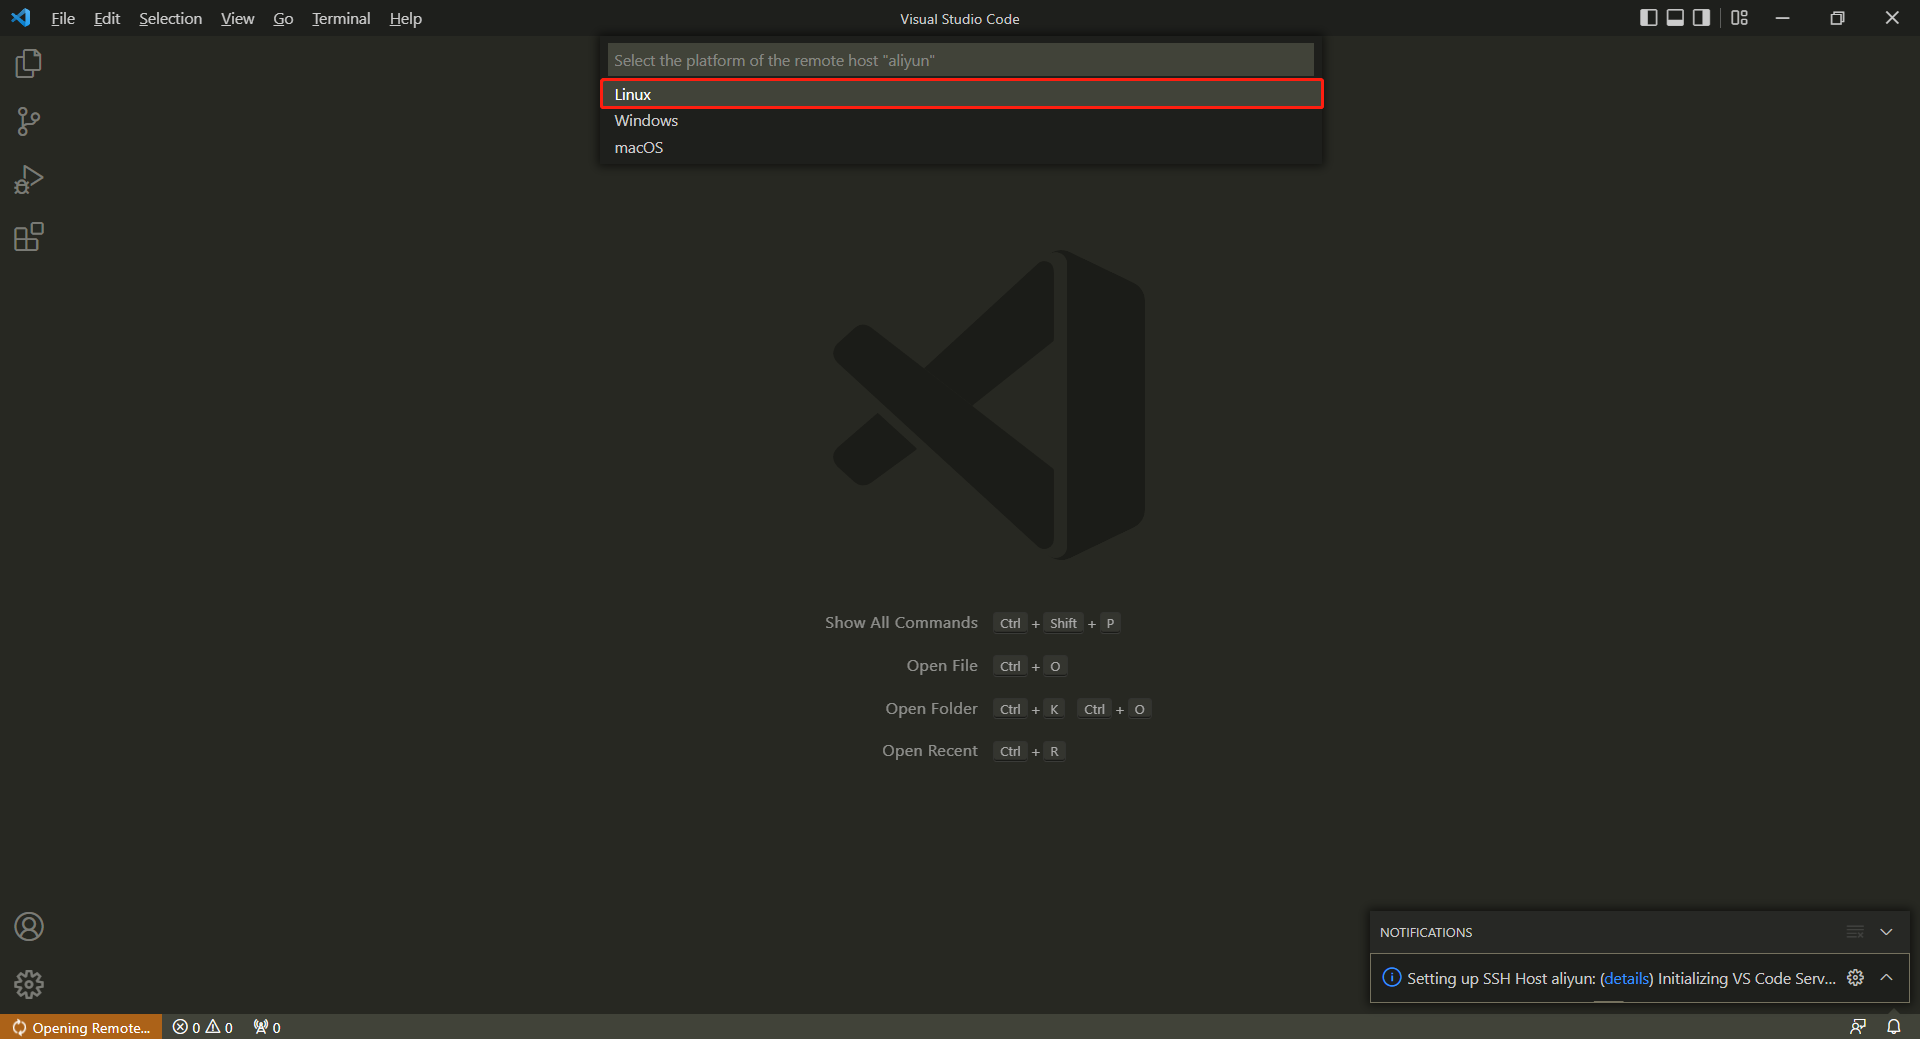 File Edit Selection View Go Terminal Help
Visual Studio Code
Select the platform of the remote host "aliyun"
Linux
Windows
macOS
Show All Commands Ctrl + Shift + P
Open File Ctrl + O
Open Folder Ctrl + K Ctrl + O
Open Recent Ctrl + R
NOTIFICATIONS
Setting up SSH Host aliyun: (details) Initializing VS Code Serv...
Opening Remote... 0 0 0